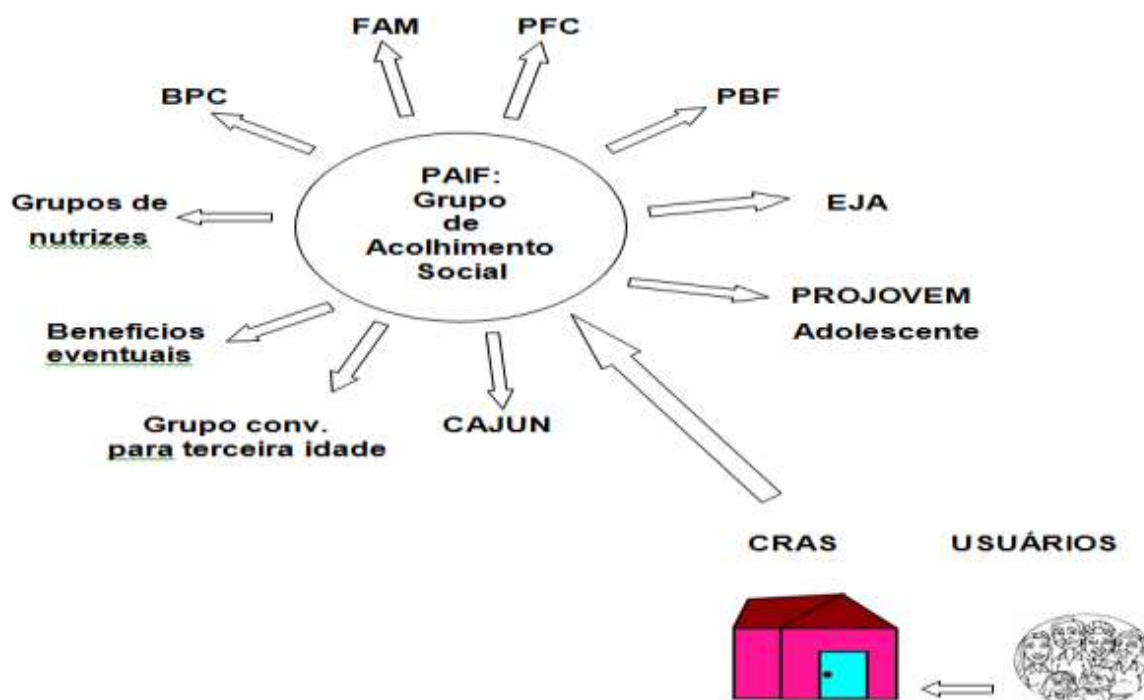 FAM
PFC
BPC
PBF
PAIF:
Grupo
de
Acolhimento
Social
Grupos de
nutrizes
EJA
PROJOVEM
Adolescente
Beneficios
eventuais
Grupo conv.
para terceira idade
CAJUN
CRAS
USUÁRIOS